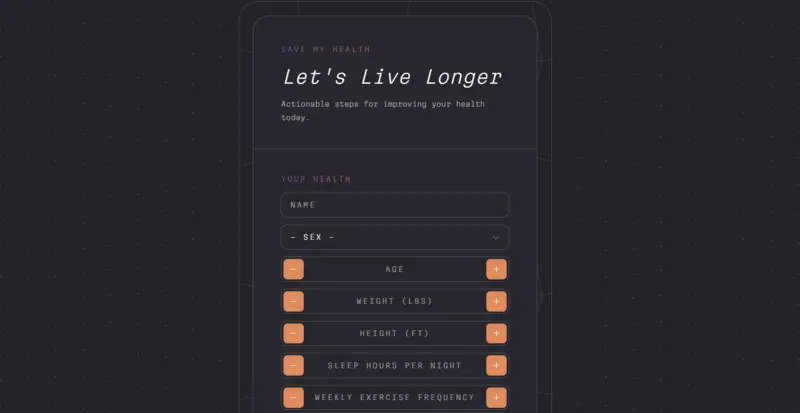 SAVE MY HEALTH
Let's Live Longer
Actionable steps for improving your health
today.
YOUR HEALTH
NAME
- SEX -
- AGE +
- WEIGHT (LBS) +
- HEIGHT (FT) +
- SLEEP HOURS PER NIGHT +
- WEEKLY EXERCISE FREQUENCY +